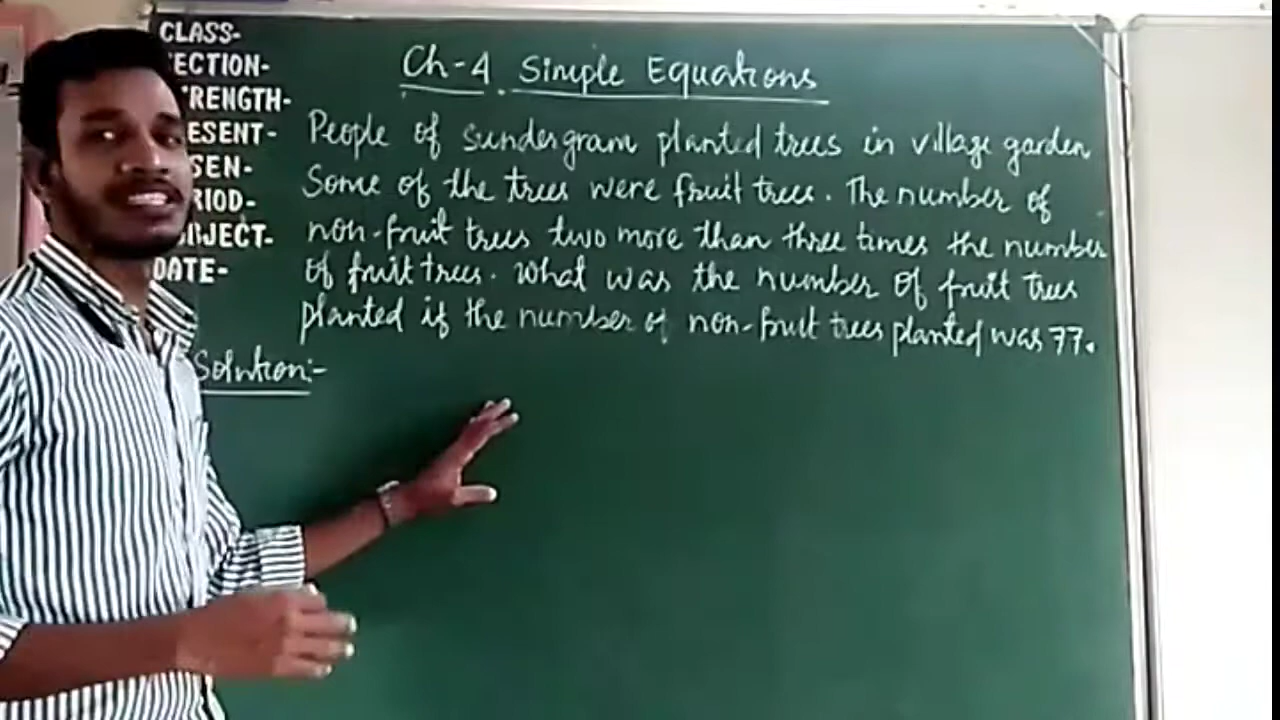 CLASS-
ECTION-
RENGTH-
ESENT-
SEN-
RIOD-
BJECT-
DATE-
Ch-4 Simple Equations
People of Sundergram planted trees in village garden
Some of the trees were fruit trees. The number of
non-fruit trees two more than three times the number
of fruit trees. What was the number of fruit trees
planted if the number of non-fruit trees planted was 77.
Solution:-